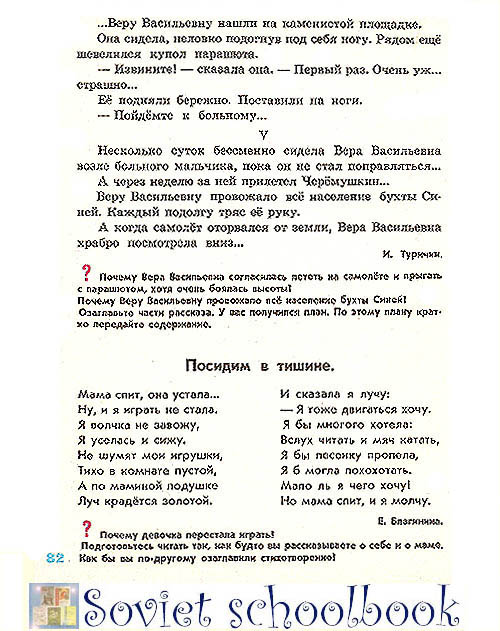 ...Веру Васильевну нашли на каменистой площадке.
Она сидела, неловко подогнув под себя ногу. Рядом ещё
шевелился купол парашюта.
— Извините! — сказала она. — Первый раз. Очень уж...
страшно...
Её подняли бережно. Поставили на ноги.
— Пойдёмте к больному...
V
Несколько суток бессменно сидела Вера Васильевна
возле больного мальчика, пока он не стал поправляться...
А через неделю за ней прилетел Черёмушкин...
Веру Васильевну провожало всё население бухты Си-
ней. Каждый подолгу тряс её руку.
А когда самолёт оторвался от земли, Вера Васильевна
храбро посмотрела вниз...
И. Туричин.
? Почему Вера Васильевна согласилась лететь на самолёте и прыгать
с парашютом, хотя очень боялась высоты?
Почему Веру Васильевну провожало всё население бухты Синей?
Озаглавьте части рассказа. У вас получился план. По этому плану крат-
ко передайте содержание.
Посидим в тишине.
Мама спит, она устала...
Ну, и я играть не стала.
Я волчка не завожу,
Я уселась и сижу.
Не шумят мои игрушки,
Тихо в комнате пустой,
А по маминой подушке
Луч крадётся золотой.
И сказала я лучу:
— Я тоже двигаться хочу.
Я бы многого хотела:
Вслух читать и мяч катать,
Я бы песенку пропела,
Я б могла похохотать.
Мало ль я чего хочу!
Но мама спит, и я молчу.
Е. Благинина.
? Почему девочка перестала играть?
Подготовьтесь читать так, как будто вы рассказываете о себе и о маме.
Как бы вы по-другому озаглавили стихотворение?
82
Soviet schoolbook